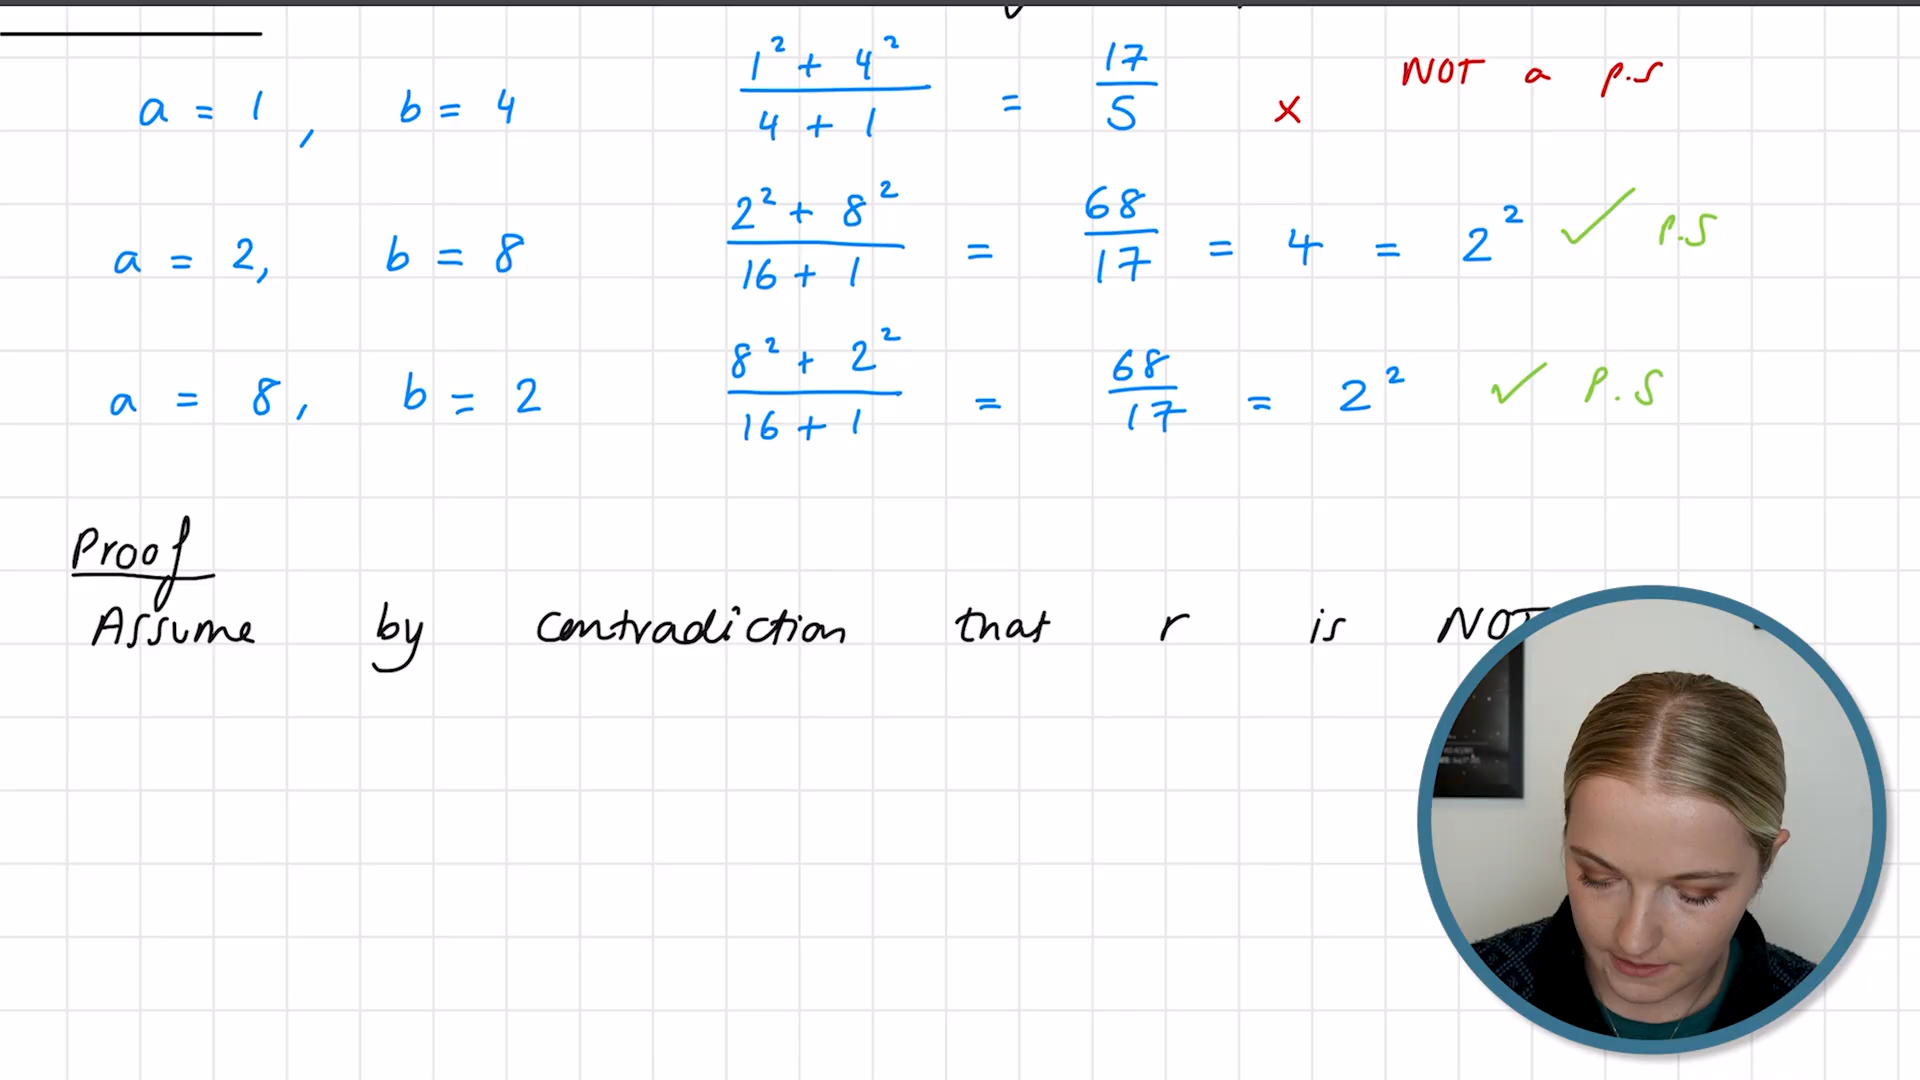 a = 1, b = 4 (1² + 4²)/(4 + 1) = 17/5 x NOT a p.s
a = 2, b = 8 (2² + 8²)/(16 + 1) = 68/17 = 4 = 2² ✓ P.S
a = 8, b = 2 (8² + 2²)/(16 + 1) = 68/17 = 2² ✓ P.S
Proof
Assume by contradiction that r is NOT